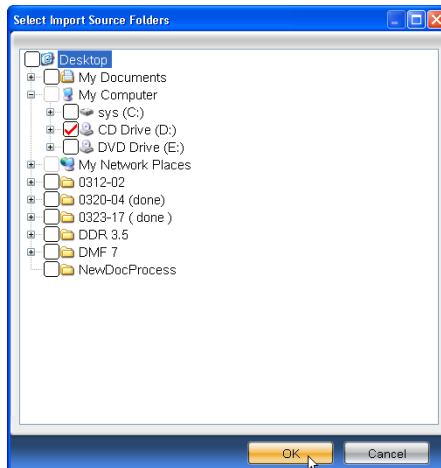 Select Import Source Folders
Desktop
My Documents
My Computer
sys (C:)
CD Drive (D:)
DVD Drive (E:)
My Network Places
0312-02
0320-04 (done)
0323-17 ( done )
DDR 3.5
DMF 7
NewDocProcess
OK
Cancel